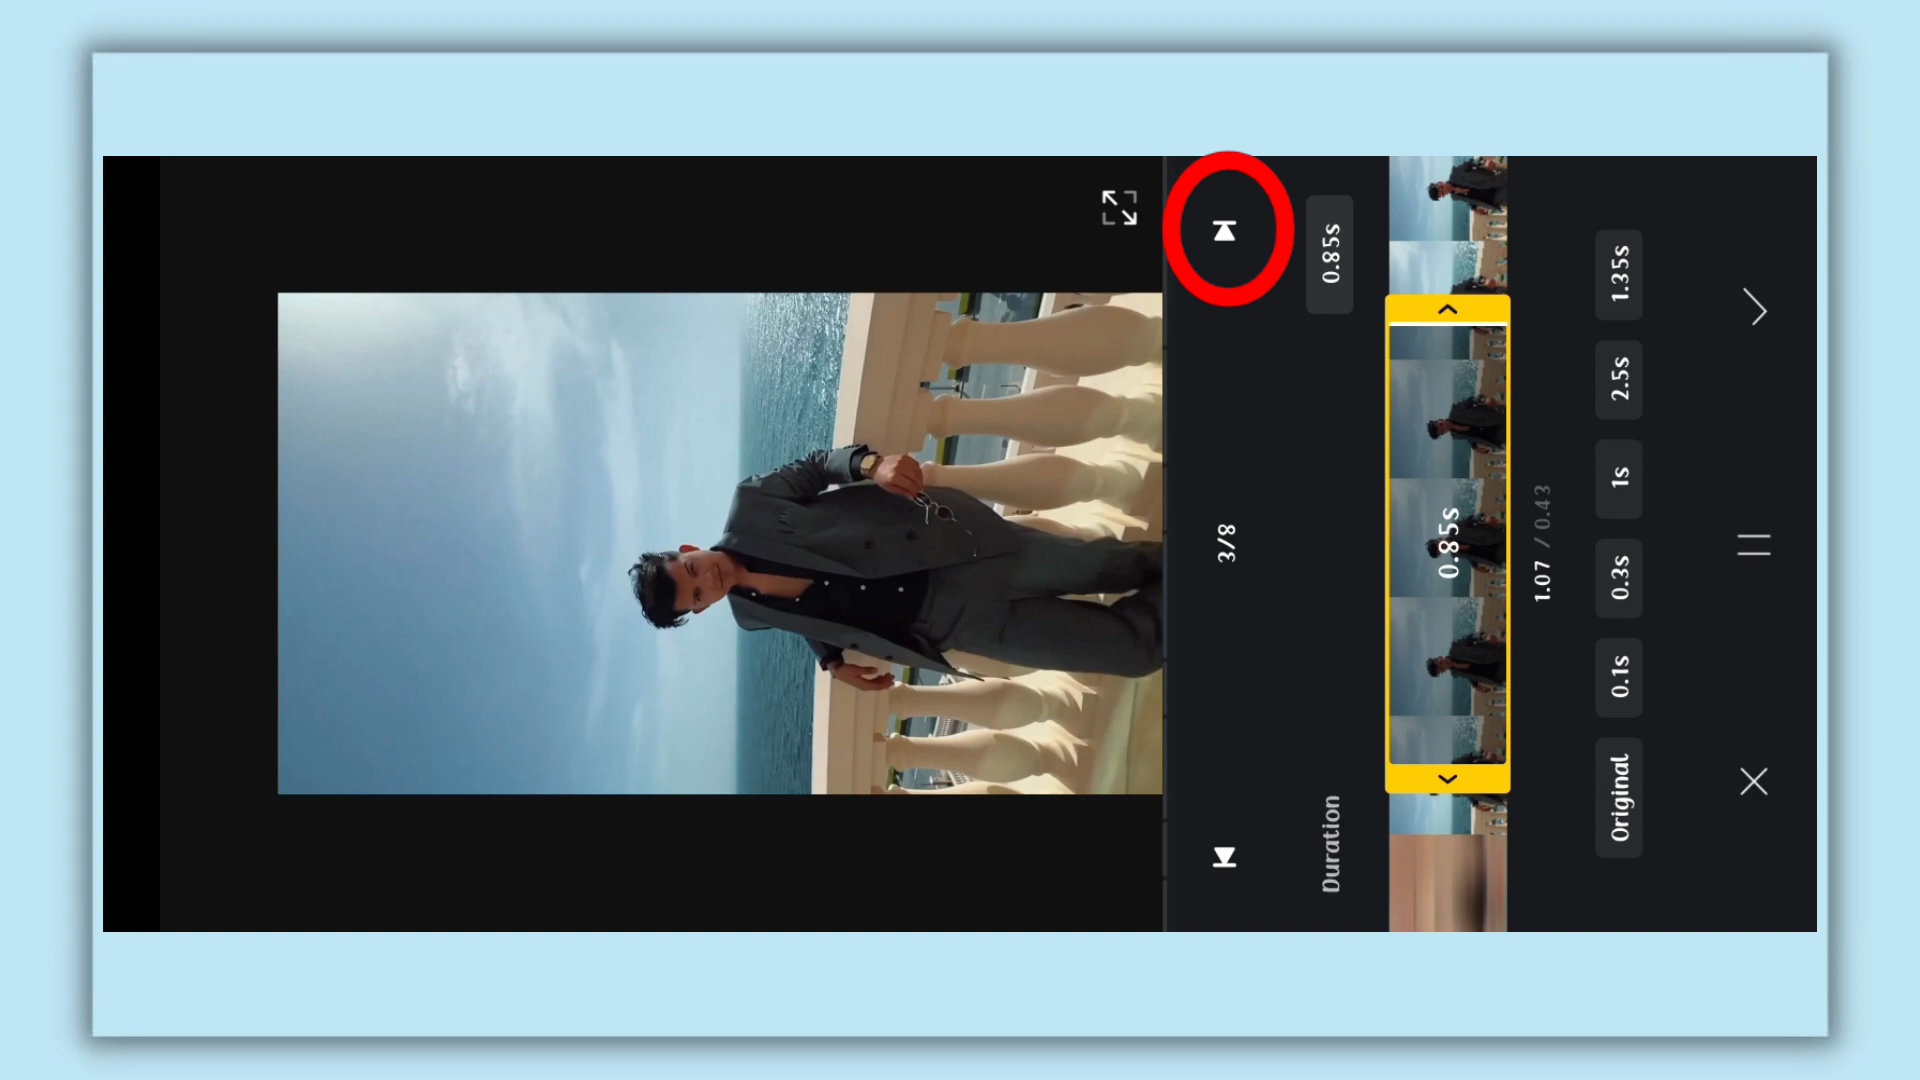 3/8
Duration 0.85s
0.85s
1.07 / 0.43
Original 0.1s 0.3s 1s 2.5s 1.35s